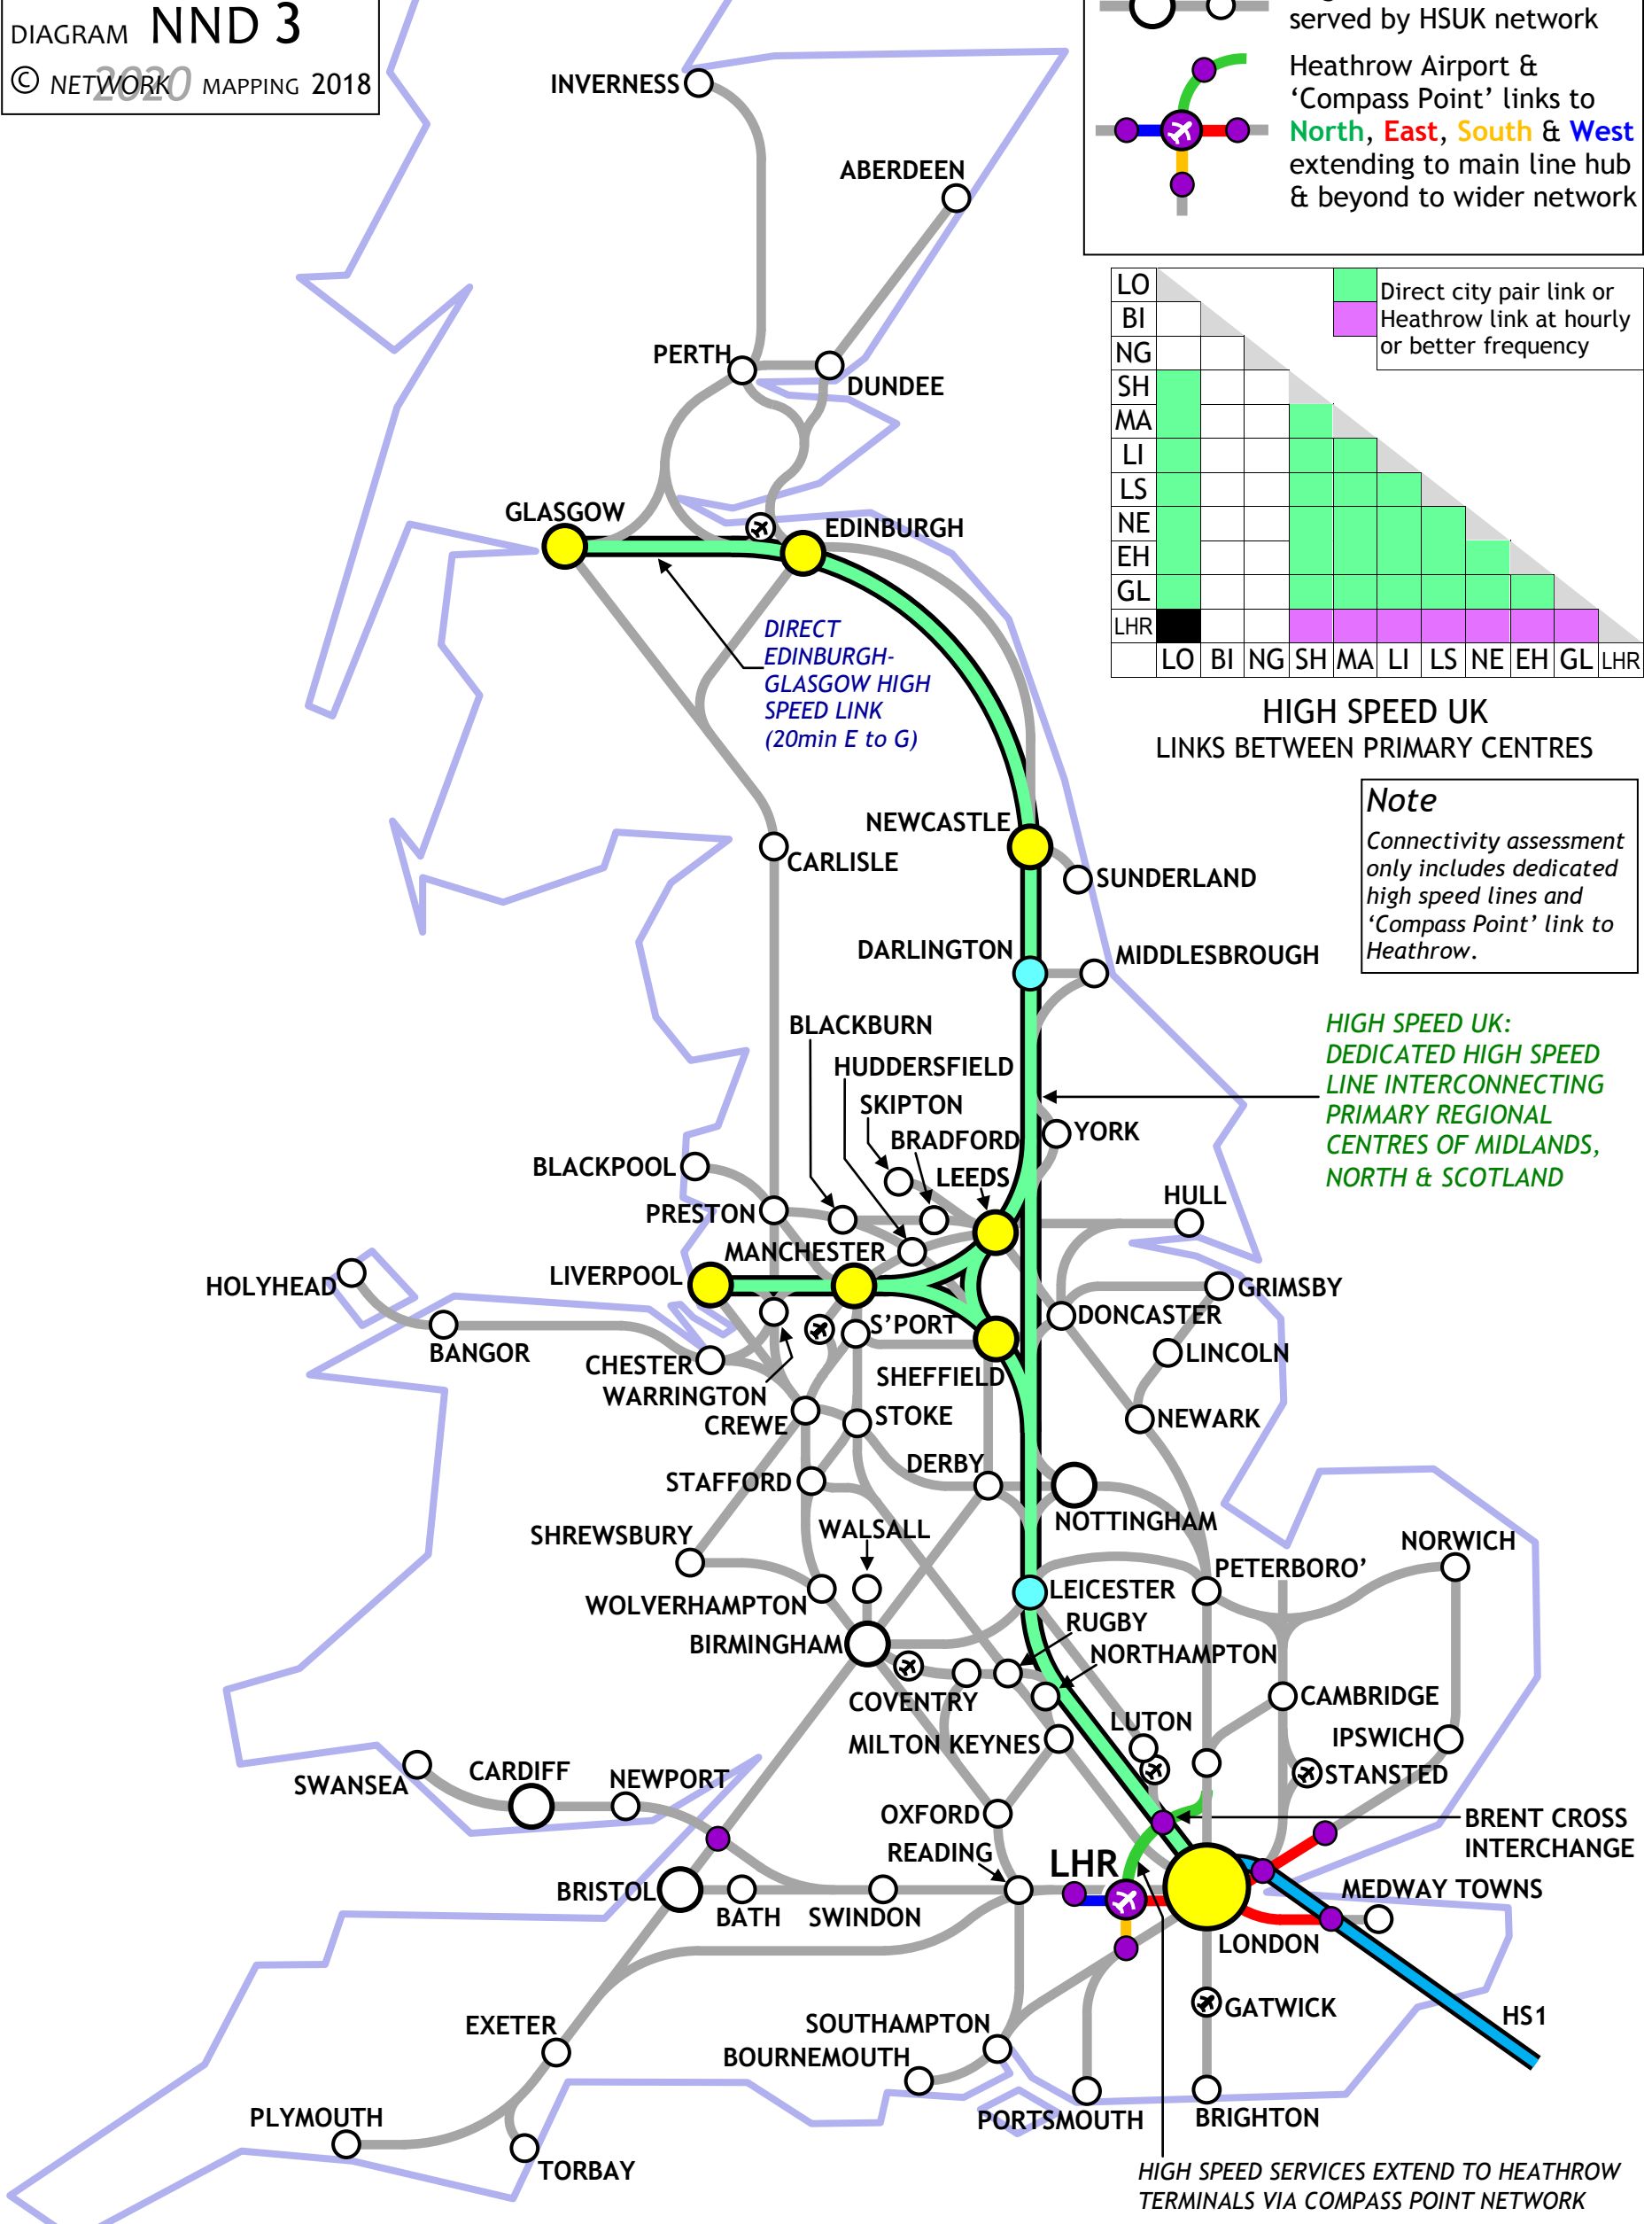 DIAGRAM NND 3
© NETWORK 2020 MAPPING 2018
served by HSUK network
Heathrow Airport &
‘Compass Point’ links to
North, East, South & West
extending to main line hub
& beyond to wider network
LO
BI
NG
SH
MA
LI
LS
NE
EH
GL
LHR
LO BI NG SH MA LI LS NE EH GL LHR
Direct city pair link or
Heathrow link at hourly
or better frequency
HIGH SPEED UK
LINKS BETWEEN PRIMARY CENTRES
Note
Connectivity assessment
only includes dedicated
high speed lines and
‘Compass Point’ link to
Heathrow.
INVERNESS
ABERDEEN
PERTH
DUNDEE
GLASGOW
EDINBURGH
DIRECT
EDINBURGH-
GLASGOW HIGH
SPEED LINK
(20min E to G)
NEWCASTLE
CARLISLE
SUNDERLAND
DARLINGTON
MIDDLESBROUGH
HIGH SPEED UK:
DEDICATED HIGH SPEED
LINE INTERCONNECTING
PRIMARY REGIONAL
CENTRES OF MIDLANDS,
NORTH & SCOTLAND
BLACKBURN
HUDDERSFIELD
SKIPTON
BRADFORD
YORK
LEEDS
BLACKPOOL
HULL
PRESTON
MANCHESTER
LIVERPOOL
HOLYHEAD
GRIMSBY
DONCASTER
S’PORT
BANGOR
CHESTER
LINCOLN
SHEFFIELD
WARRINGTON
CREWE
STOKE
NEWARK
DERBY
STAFFORD
NOTTINGHAM
SHREWSBURY
WALSALL
NORWICH
PETERBORO’
LEICESTER
WOLVERHAMPTON
RUGBY
BIRMINGHAM
NORTHAMPTON
COVENTRY
CAMBRIDGE
LUTON
MILTON KEYNES
IPSWICH
SWANSEA
CARDIFF
NEWPORT
STANSTED
OXFORD
BRENT CROSS
INTERCHANGE
READING
LHR
BRISTOL
BATH
SWINDON
MEDWAY TOWNS
LONDON
GATWICK
HS1
EXETER
SOUTHAMPTON
BOURNEMOUTH
PLYMOUTH
PORTSMOUTH
BRIGHTON
TORBAY
HIGH SPEED SERVICES EXTEND TO HEATHROW
TERMINALS VIA COMPASS POINT NETWORK